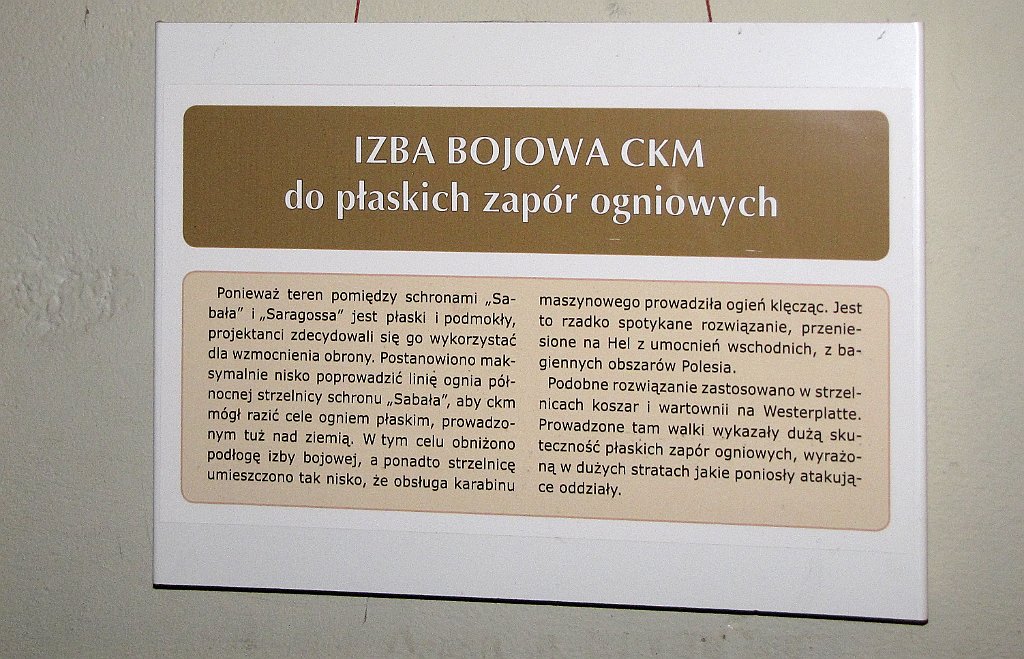 IZBA BOJOWA CKM
do płaskich zapór ogniowych
Ponieważ teren pomiędzy schronami „Sa-
bała” i „Saragossa” jest płaski i podmokły,
projektanci zdecydowali się go wykorzystać
dla wzmocnienia obrony. Postanowiono mak-
symalnie nisko poprowadzić linię ognia pół-
nocnej strzelnicy schronu „Sabała”, aby ckm
mógł razić cele ogniem płaskim, prowadzo-
nym tuż nad ziemią. W tym celu obniżono
podłogę izby bojowej, a ponadto strzelnicę
umieszczono tak nisko, że obsługa karabinu
maszynowego prowadziła ogień klęcząc. Jest
to rzadko spotykane rozwiązanie, przenie-
sione na Hel z umocnień wschodnich, z ba-
giennych obszarów Polesia.
Podobne rozwiązanie zastosowano w strzel-
nicach koszar i wartownii na Westerplatte.
Prowadzone tam walki wykazały dużą sku-
teczność płaskich zapór ogniowych, wyrażo-
ną w dużych stratach jakie poniosły atakują-
ce oddziały.